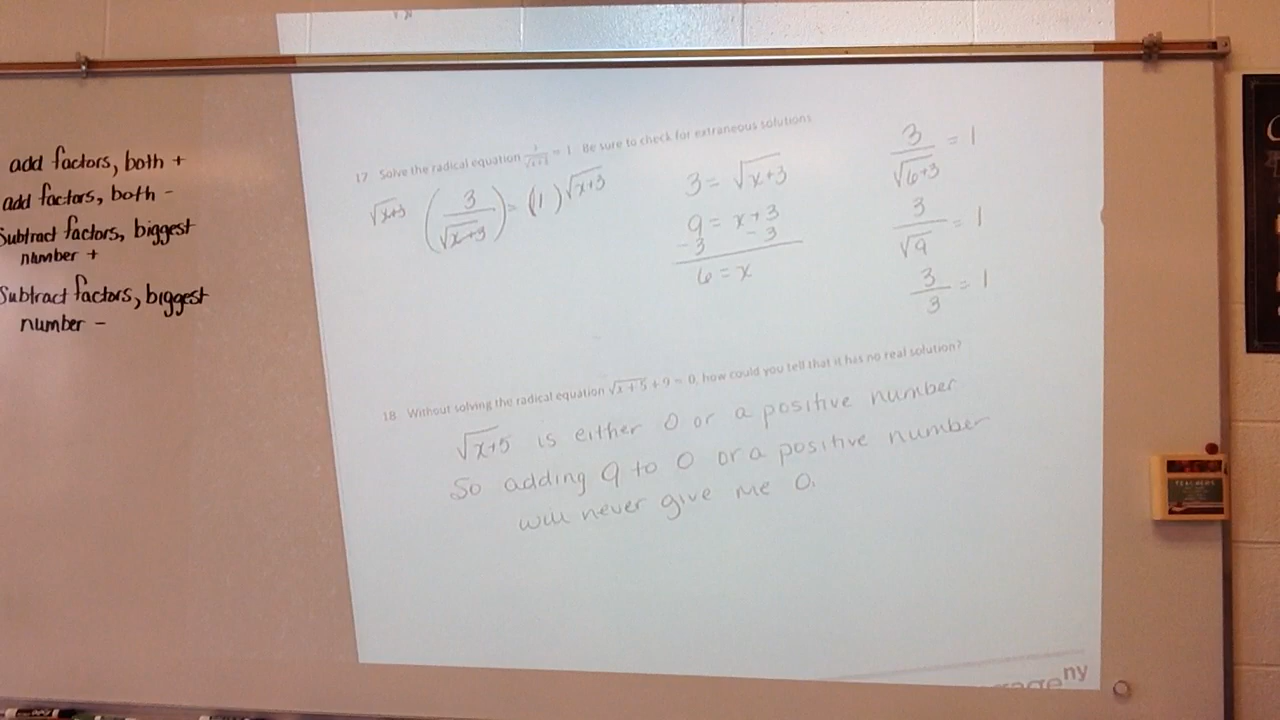 add factors, both +
add factors, both -
Subtract factors, biggest
number +
Subtract factors, biggest
number -
17 Solve the radical equation 3/√(x+3) = 1. Be sure to check for extraneous solutions
√(x+3) (3/√(x+3)) = (1) √(x+3)
3 = √(x+3)
9 = x + 3
-3 -3
6 = x
3/√(6+3) = 1
3/√9 = 1
3/3 = 1
18 Without solving the radical equation √(x+5) + 9 = 0, how could you tell that it has no real solution?
√(x+5) is either 0 or a positive number
So adding 9 to 0 or a positive number
will never give me 0.
ny
TEACHERS